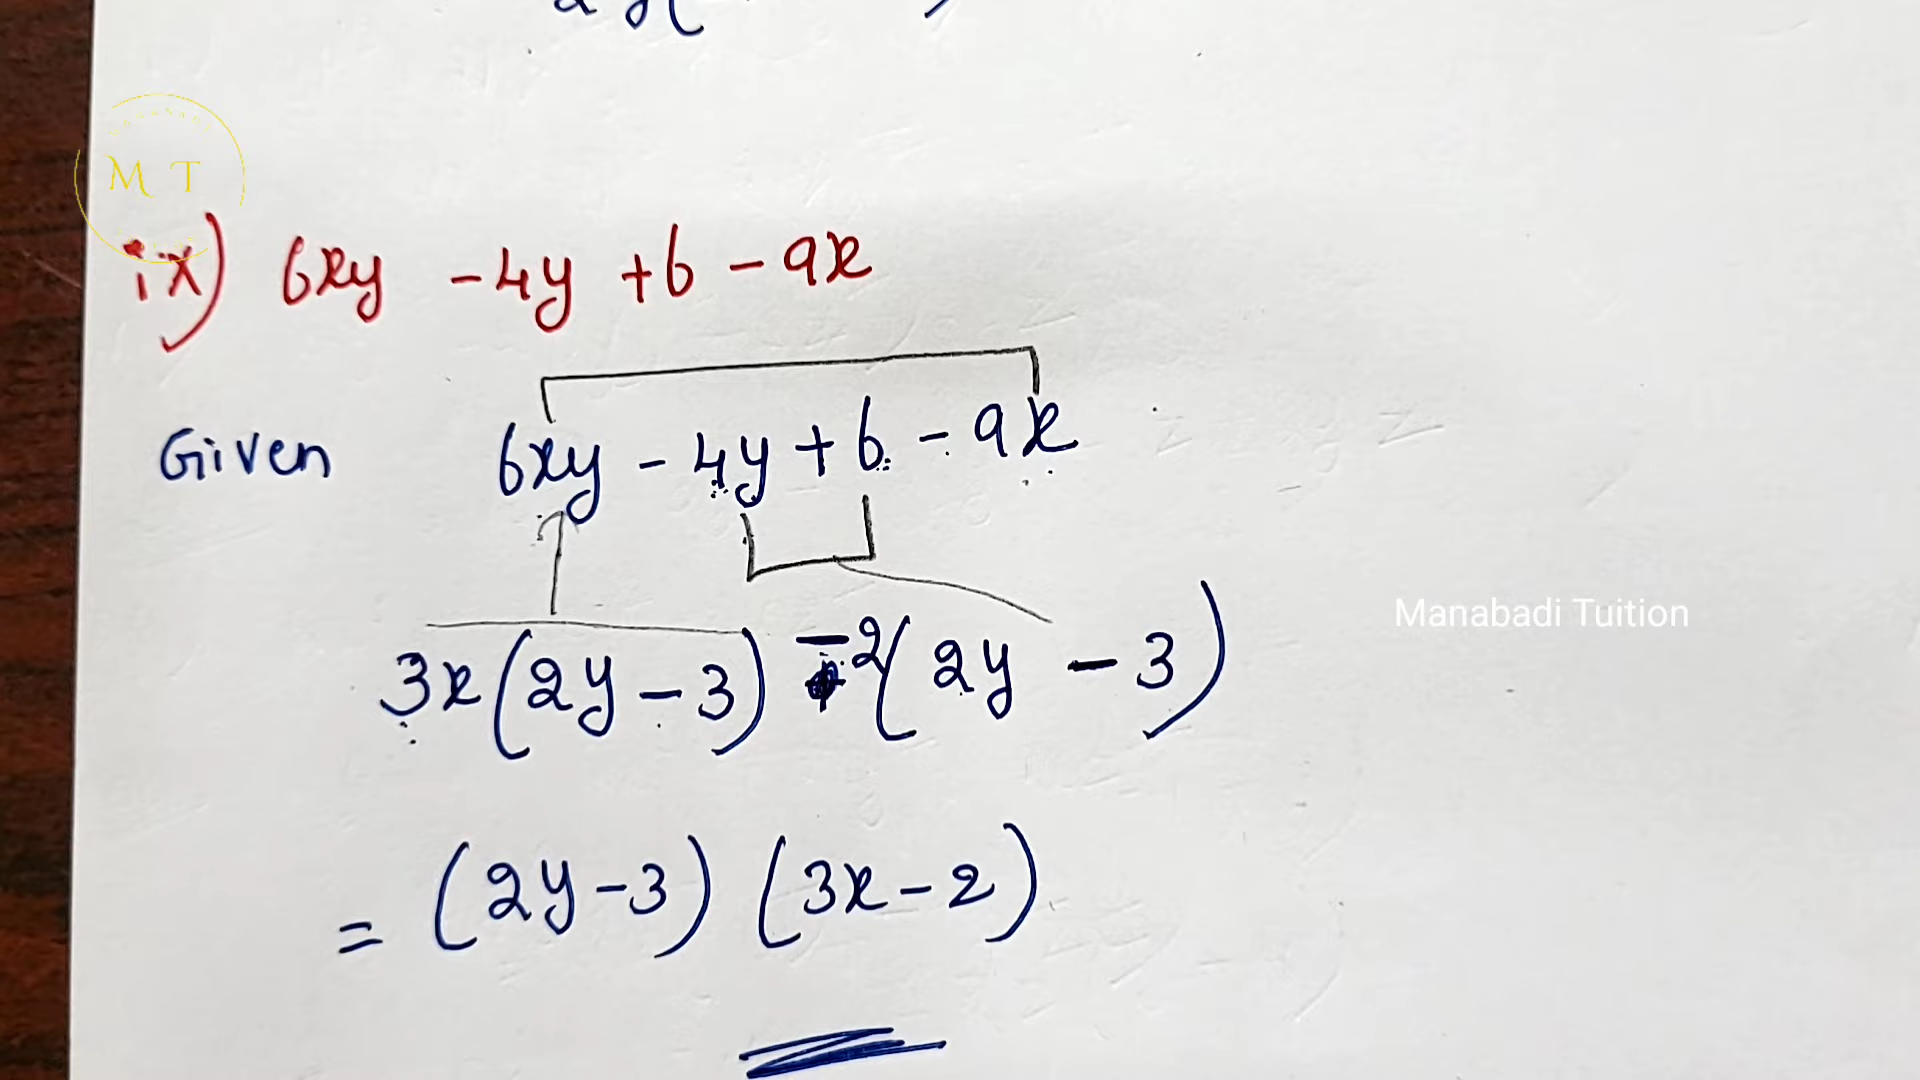 M T
ix) 6xy - 4y + 6 - 9x
Given 6xy - 4y + 6 - 9x
3x(2y - 3) - 2(2y - 3)
Manabadi Tuition
= (2y - 3) (3x - 2)